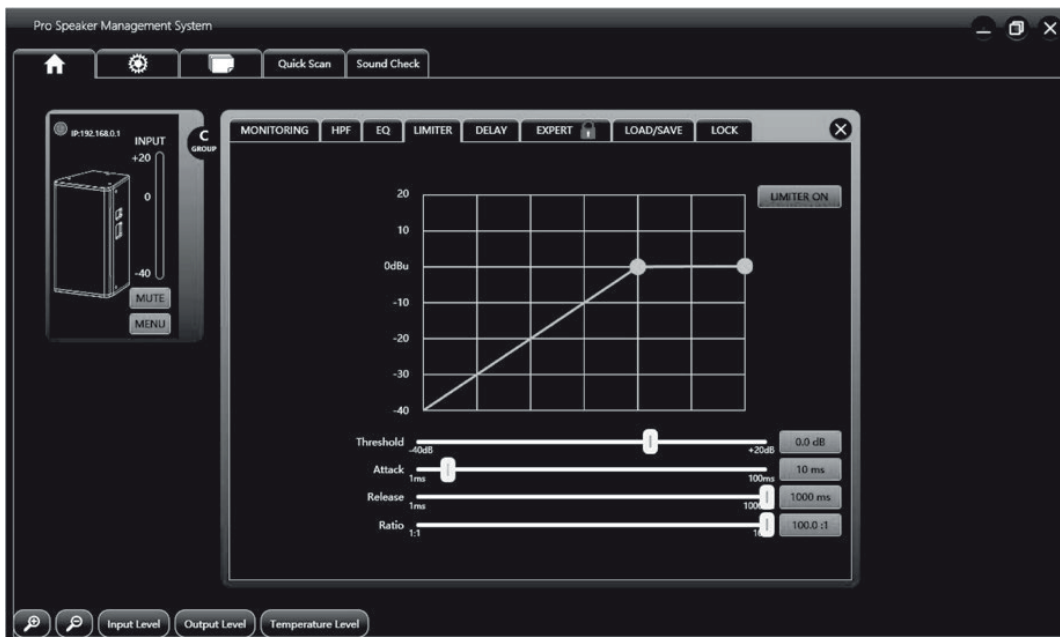 Pro Speaker Management System
Quick Scan
Sound Check
IP:192.168.0.1
INPUT
+20
0
-40
MUTE
MENU
C
GROUP
MONITORING
HPF
EQ
LIMITER
DELAY
EXPERT
LOAD/SAVE
LOCK
LIMITER ON
20
10
0dBu
-10
-20
-30
-40
Threshold
-40dB
+20dB
0.0 dB
Attack
1ms
100ms
10 ms
Release
1ms
1000 ms
Ratio
1:1
100.0 :1
Input Level
Output Level
Temperature Level